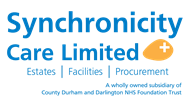 Synchronicity
Care Limited
Estates | Facilities | Procurement
A wholly owned subsidiary of
County Durham and Darlington NHS Foundation Trust